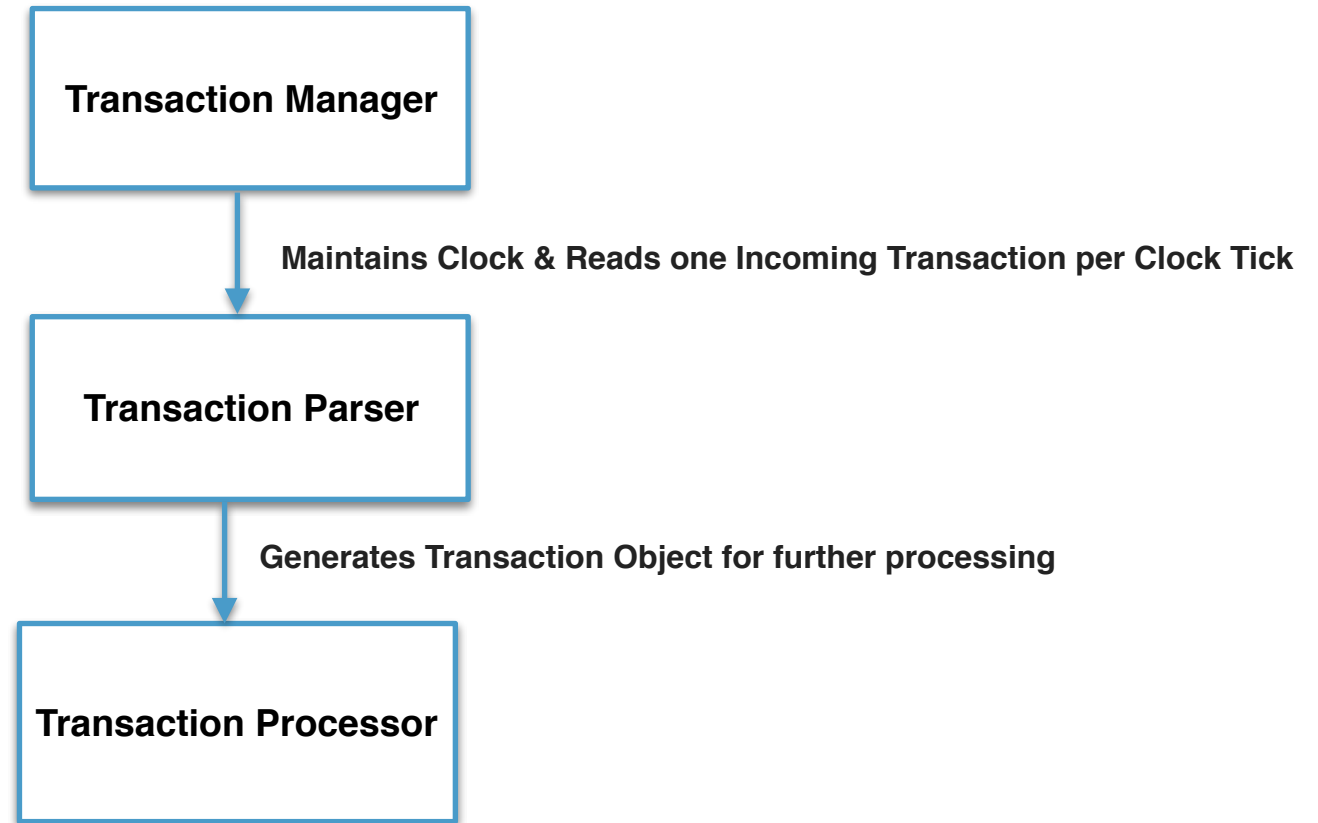 Transaction Manager
Maintains Clock & Reads one Incoming Transaction per Clock Tick
Transaction Parser
Generates Transaction Object for further processing
Transaction Processor